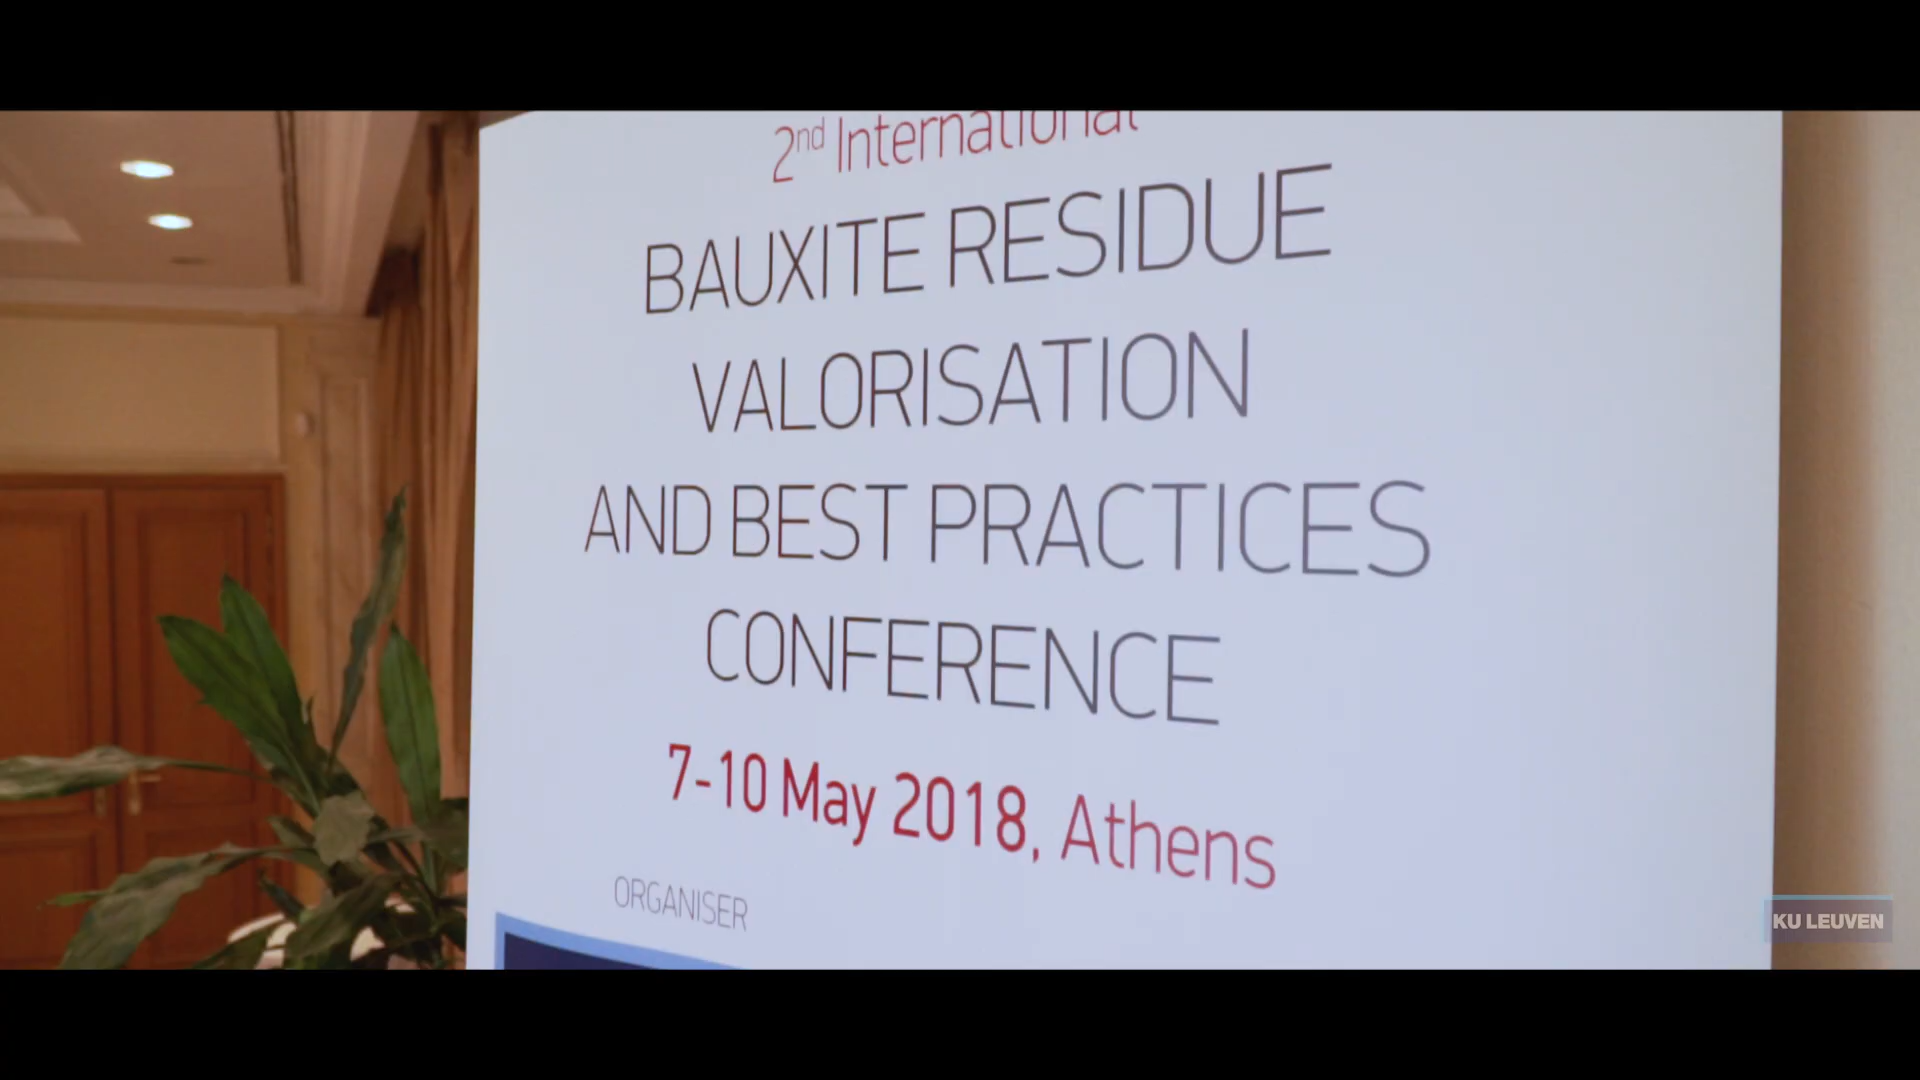 2nd International
BAUXITE RESIDUE
VALORISATION
AND BEST PRACTICES
CONFERENCE
7-10 May 2018, Athens
ORGANISER
KU LEUVEN